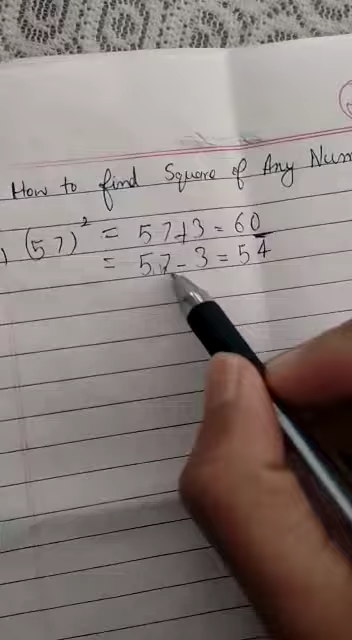 How to find Square of Any Num
) (57)² = 57+3 = 60
= 57-3 = 54